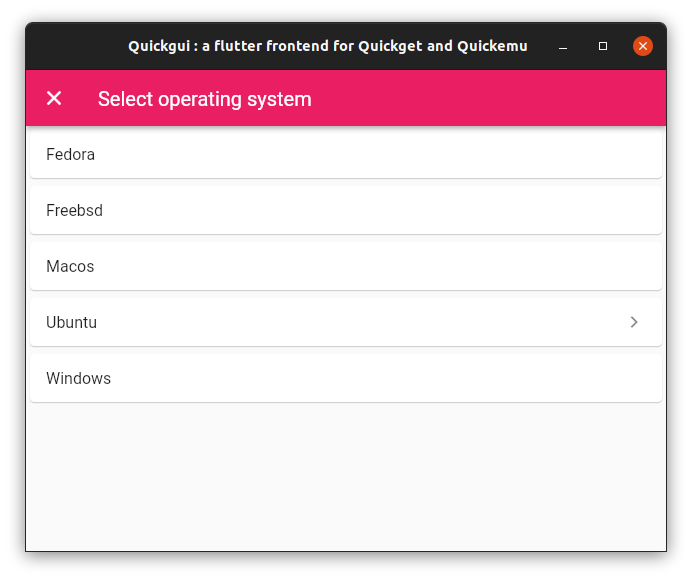 Quickgui : a flutter frontend for Quickget and Quickemu
Select operating system
Fedora
Freebsd
Macos
Ubuntu
Windows